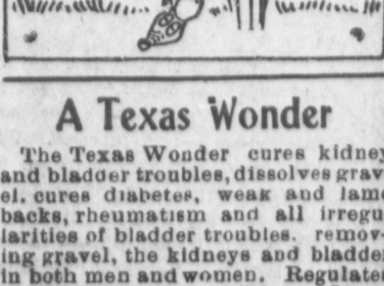 A Texas Wonder
The Texas Wonder cures kidney
and bladder troubles, dissolves grav
el. cures diabetes, weak and lame
backs, rheumatism and all irregu
larities of bladder troubles. remov-
ing gravel, the kidneys and bladder
in both men and women. Regulates